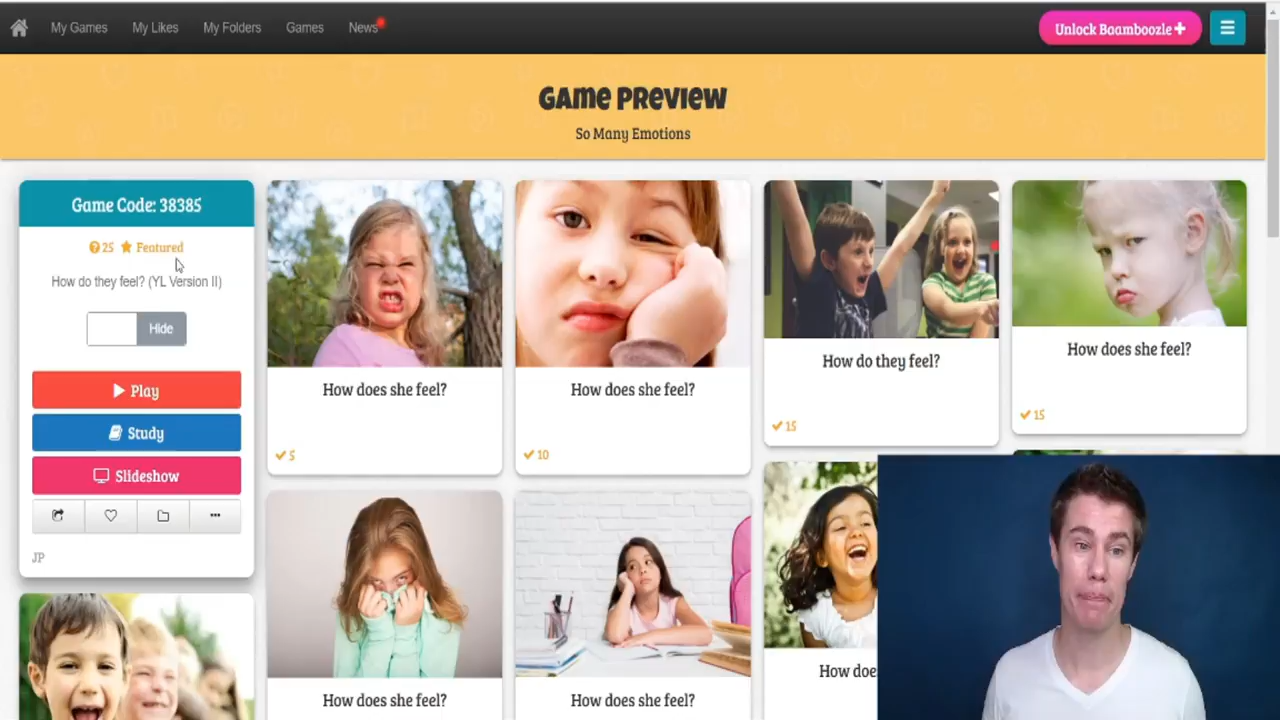 My Games
My Likes
My Folders
Games
News
Unlock Baamboozle
Game Preview
So Many Emotions
Game Code: 38385
25 Featured
How do they feel? (YL Version II)
Hide
Play
Study
Slideshow
JP
How does she feel?
5
How does she feel?
10
How do they feel?
15
How does she feel?
15
How does she feel?
How does she feel?
How does